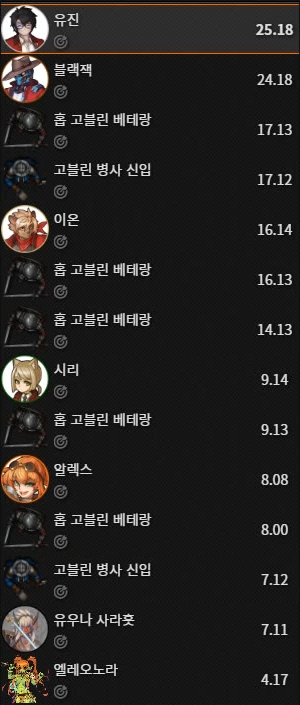 유진
25.18
블랙잭
24.18
홉 고블린 베테랑
17.13
고블린 병사 신입
17.12
이온
16.14
홉 고블린 베테랑
16.13
홉 고블린 베테랑
14.13
시리
9.14
홉 고블린 베테랑
9.13
알렉스
8.08
홉 고블린 베테랑
8.00
고블린 병사 신입
7.12
유우나 사라홋
7.11
엘레오노라
4.17